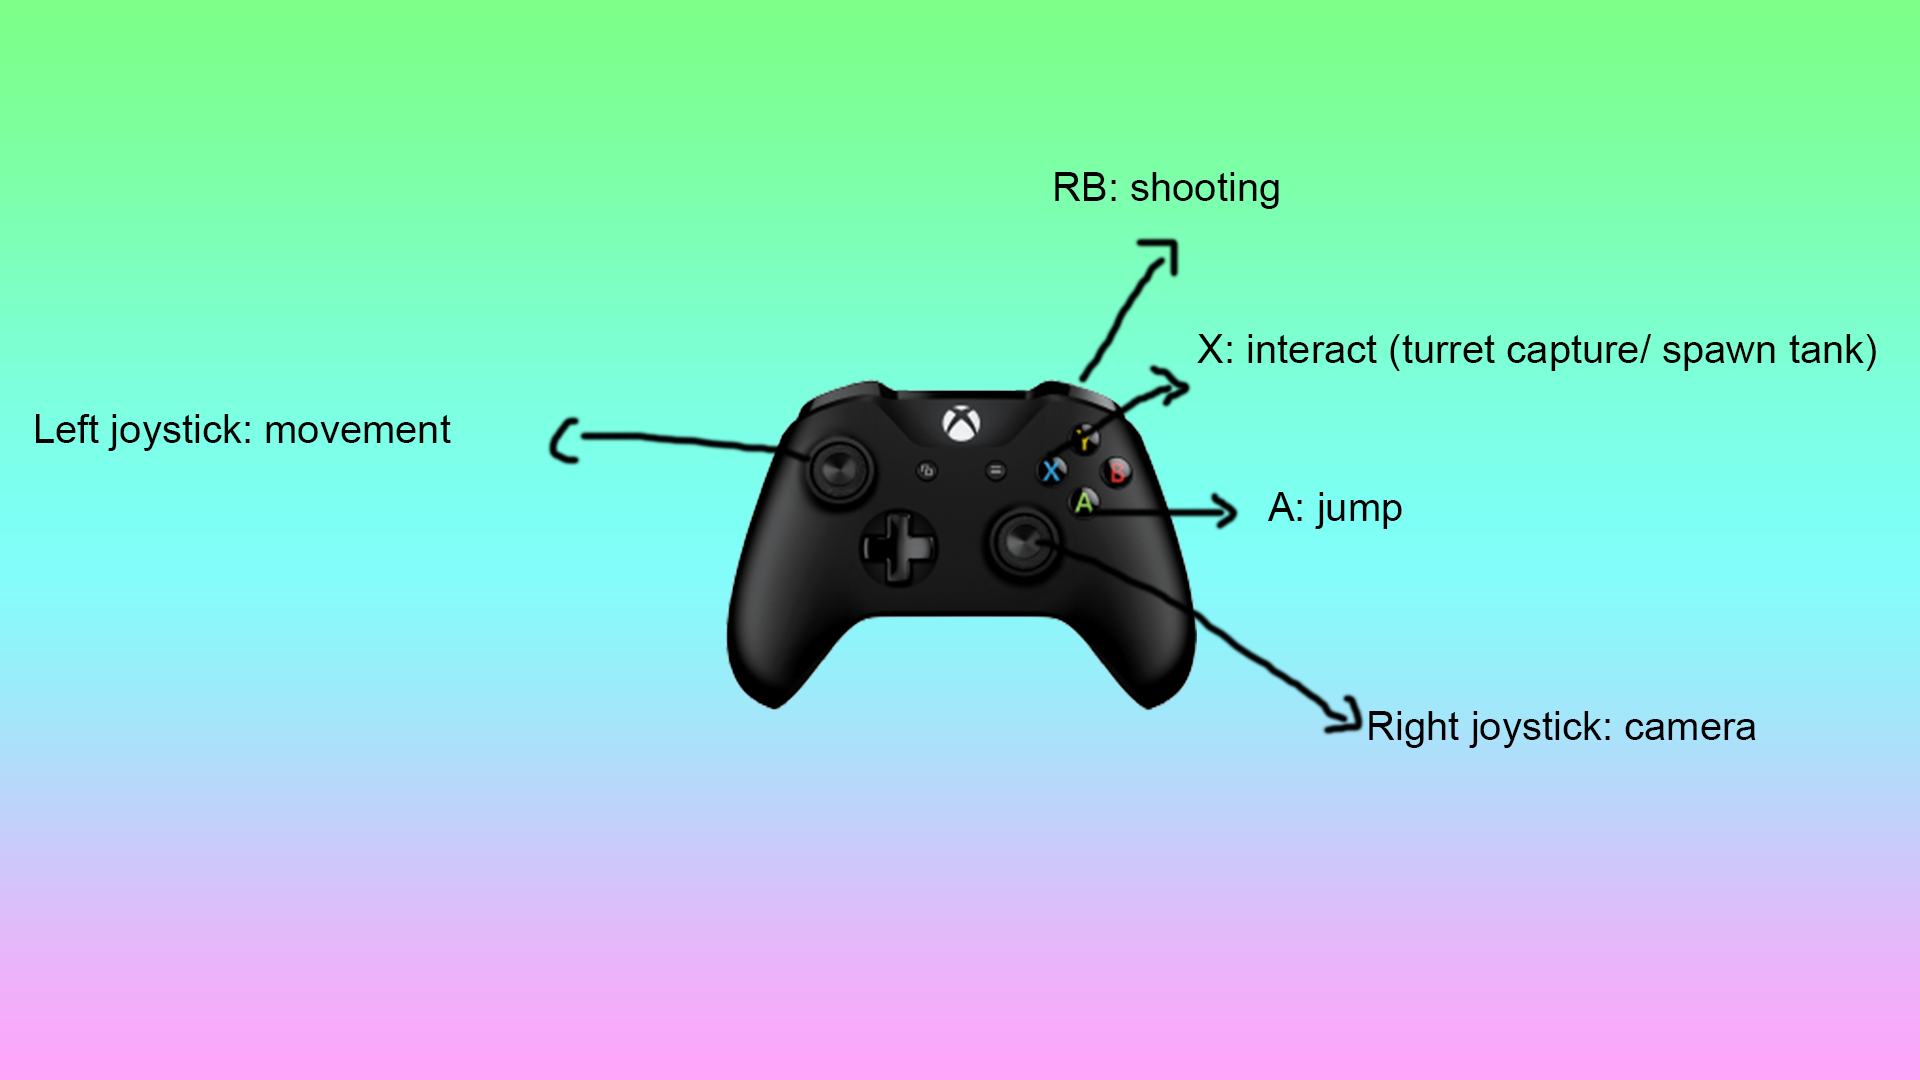 RB: shooting
X: interact (turret capture/ spawn tank)
Left joystick: movement
Y
X
B
A
A: jump
Right joystick: camera